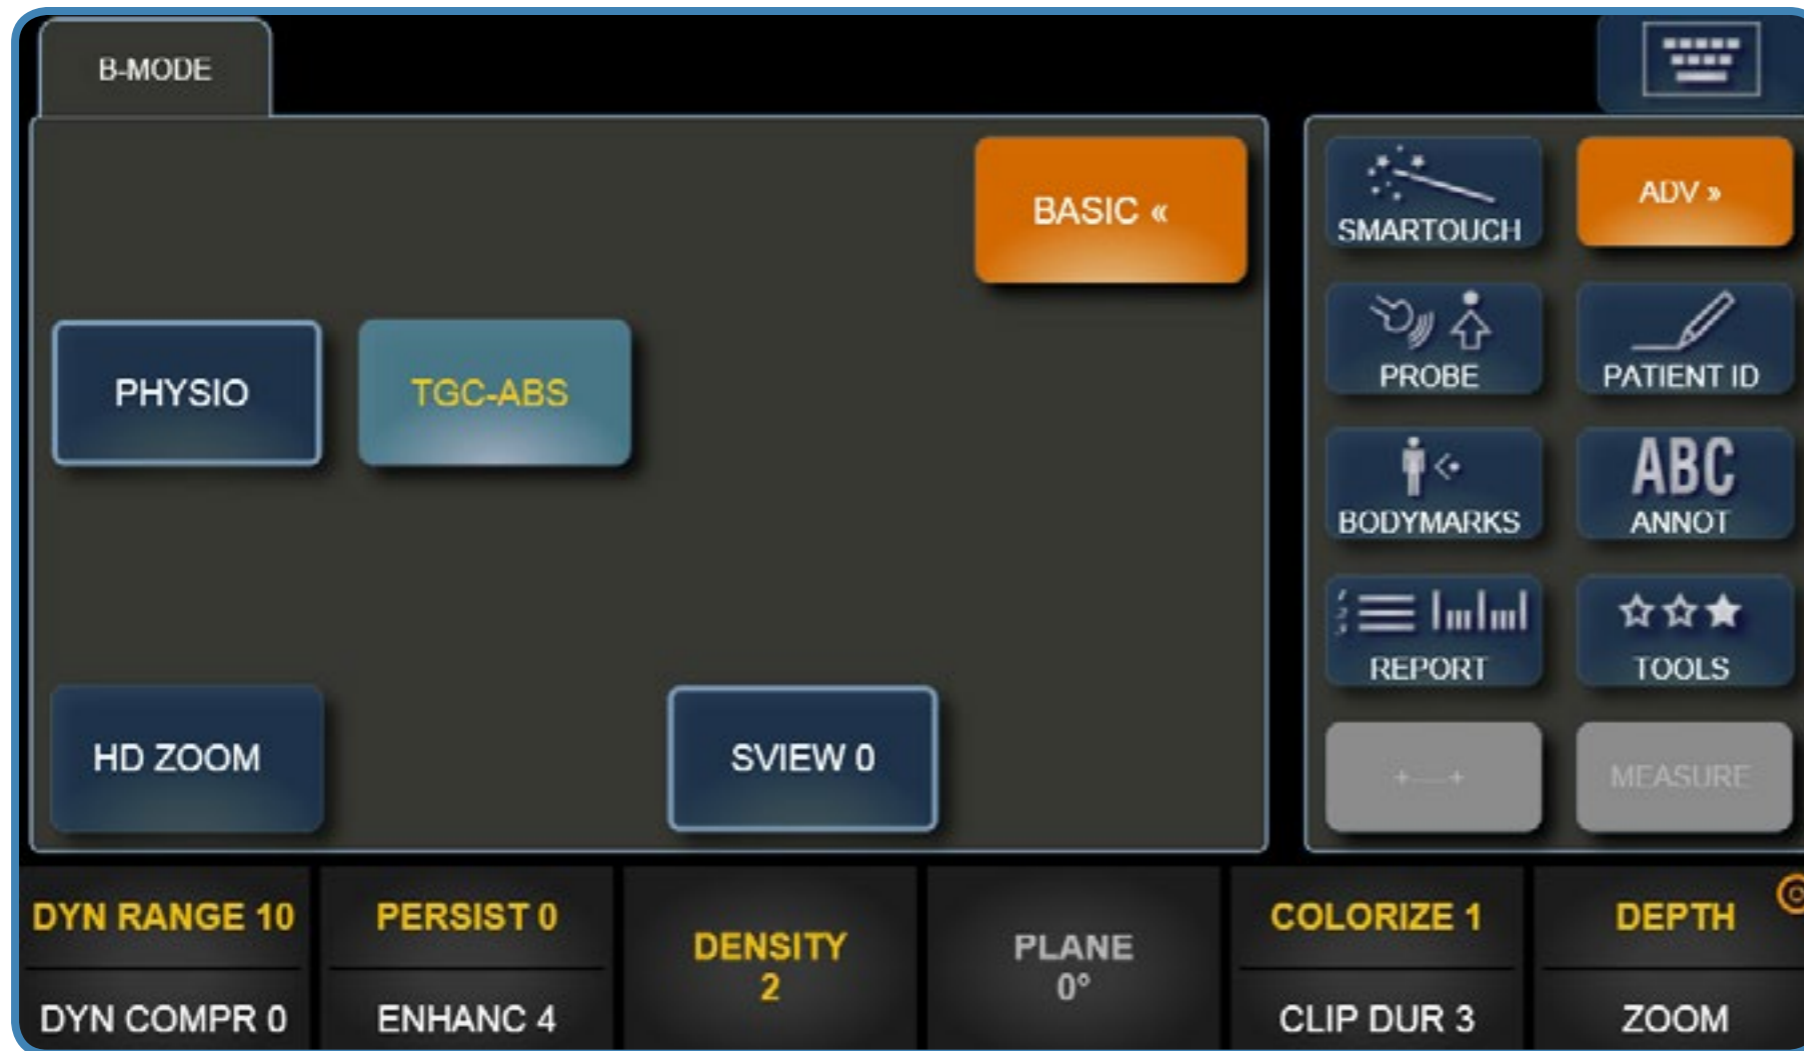 B-MODE
BASIC «
SMARTOUCH
ADV »
PHYSIO
TGC-ABS
PROBE
PATIENT ID
BODYMARKS
ABC
ANNOT
REPORT
TOOLS
HD ZOOM
SVIEW 0
+—+
MEASURE
DYN RANGE 10
PERSIST 0
DENSITY
2
PLANE
0°
COLORIZE 1
DEPTH
DYN COMPR 0
ENHANC 4
CLIP DUR 3
ZOOM